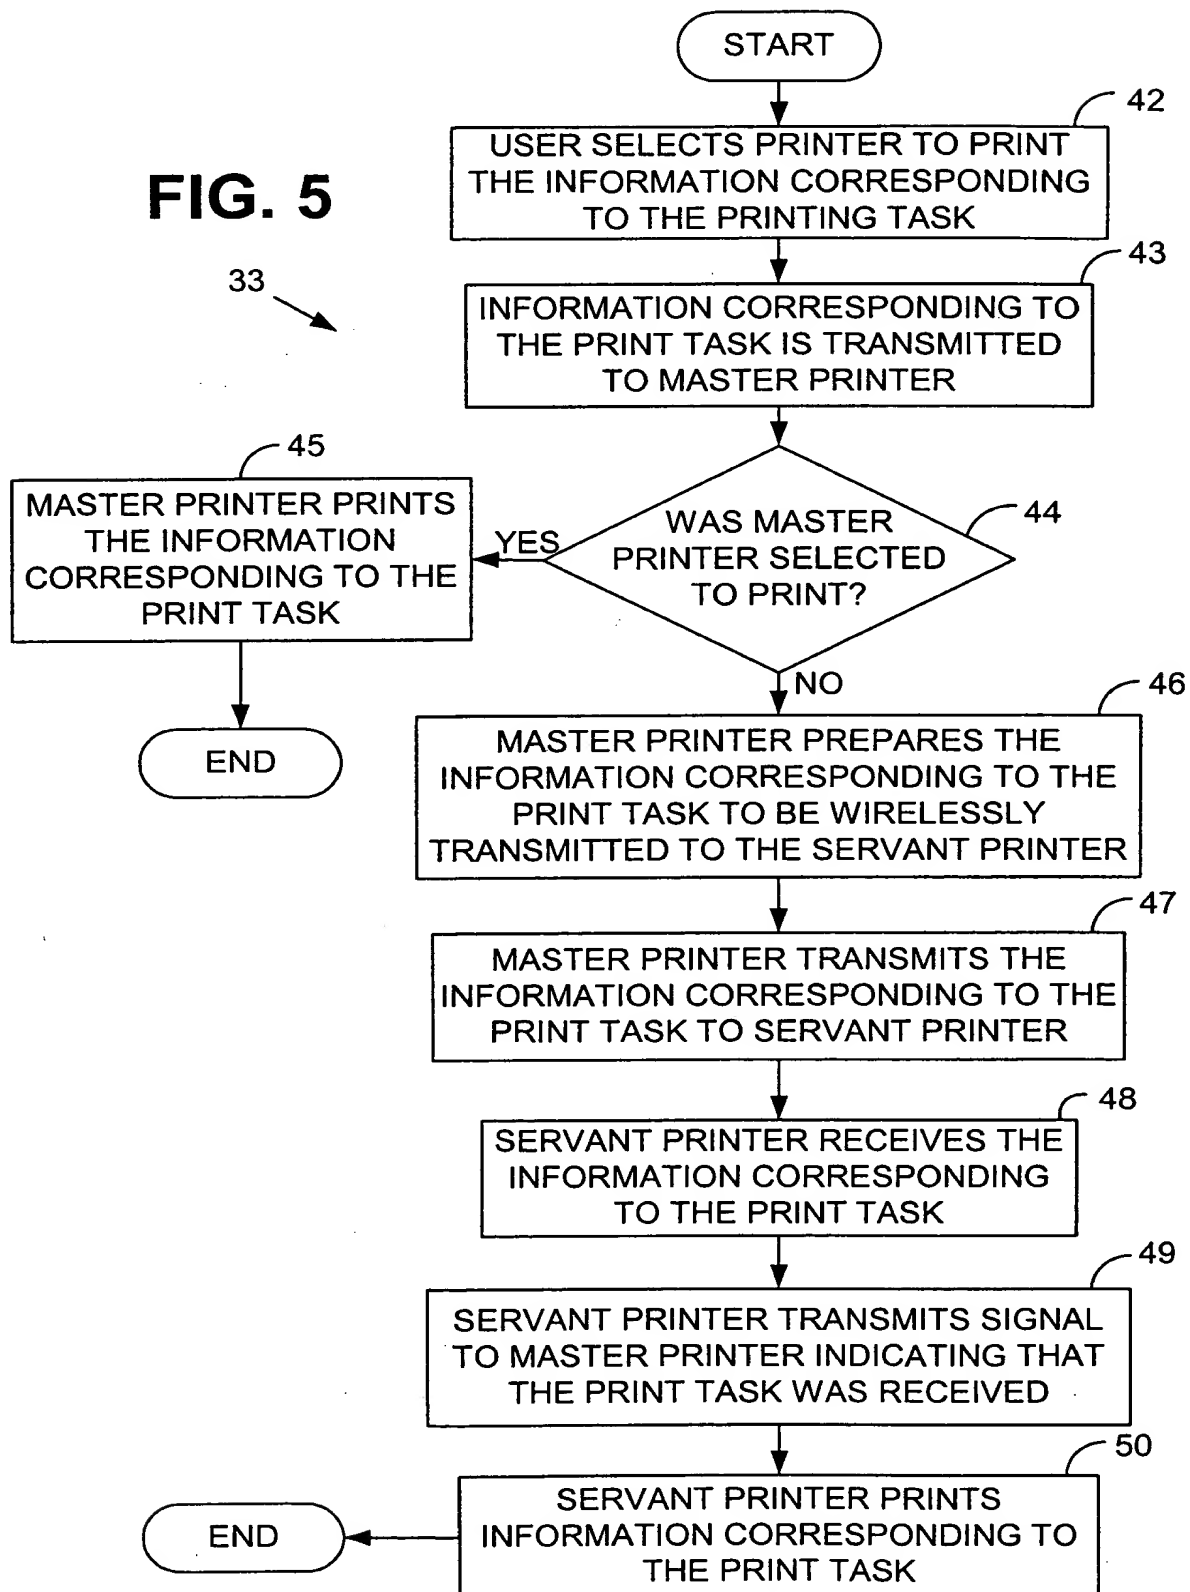 START
42
USER SELECTS PRINTER TO PRINT
THE INFORMATION CORRESPONDING
TO THE PRINTING TASK
FIG. 5
33
43
INFORMATION CORRESPONDING TO
THE PRINT TASK IS TRANSMITTED
TO MASTER PRINTER
45
MASTER PRINTER PRINTS
THE INFORMATION
CORRESPONDING TO THE
PRINT TASK
YES
WAS MASTER
PRINTER SELECTED
TO PRINT?
44
NO
END
46
MASTER PRINTER PREPARES THE
INFORMATION CORRESPONDING TO THE
PRINT TASK TO BE WIRELESSLY
TRANSMITTED TO THE SERVANT PRINTER
47
MASTER PRINTER TRANSMITS THE
INFORMATION CORRESPONDING TO THE
PRINT TASK TO SERVANT PRINTER
48
SERVANT PRINTER RECEIVES THE
INFORMATION CORRESPONDING
TO THE PRINT TASK
49
SERVANT PRINTER TRANSMITS SIGNAL
TO MASTER PRINTER INDICATING THAT
THE PRINT TASK WAS RECEIVED
50
SERVANT PRINTER PRINTS
INFORMATION CORRESPONDING TO
THE PRINT TASK
END